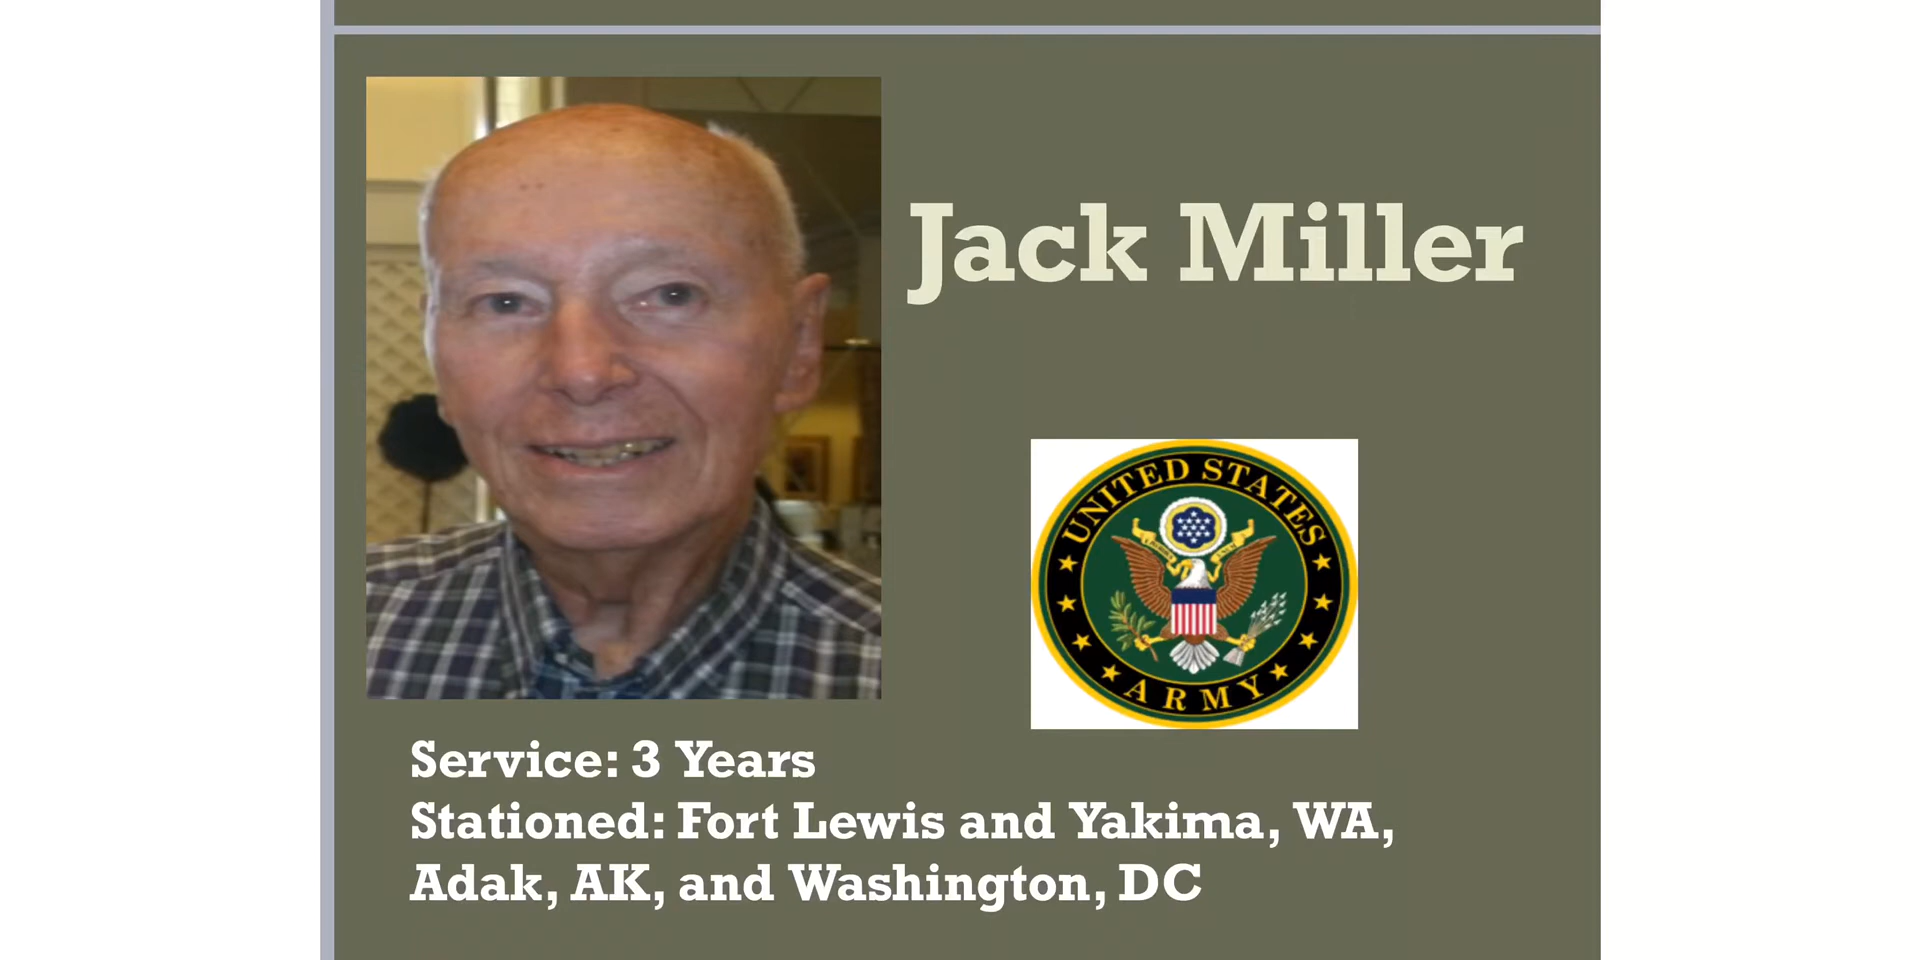 Jack Miller
UNITED STATES
ARMY
Service: 3 Years
Stationed: Fort Lewis and Yakima, WA,
Adak, AK, and Washington, DC